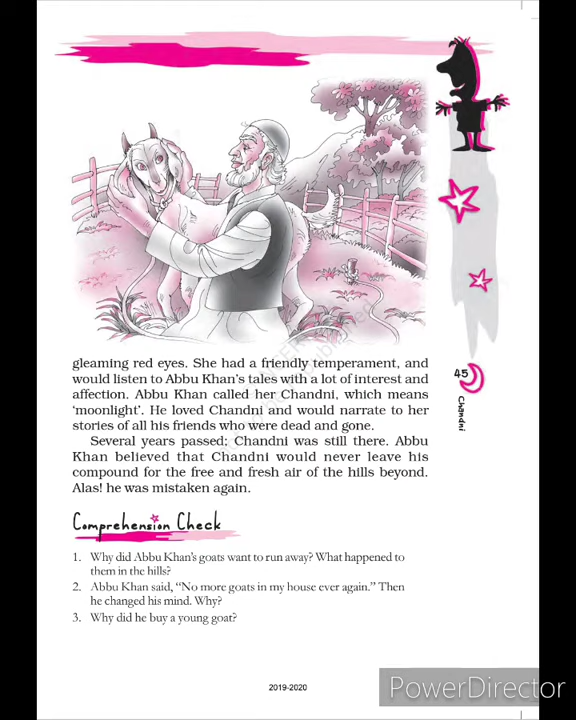 gleaming red eyes. She had a friendly temperament, and
would listen to Abbu Khan's tales with a lot of interest and
affection. Abbu Khan called her Chandni, which means
‘moonlight’. He loved Chandni and would narrate to her
stories of all his friends who were dead and gone.
Several years passed; Chandni was still there. Abbu
Khan believed that Chandni would never leave his
compound for the free and fresh air of the hills beyond.
Alas! he was mistaken again.
45
Chandni
Comprehension Check
1. Why did Abbu Khan's goats want to run away? What happened to
them in the hills?
2. Abbu Khan said, “No more goats in my house ever again.” Then
he changed his mind. Why?
3. Why did he buy a young goat?
2019-2020
PowerDirector